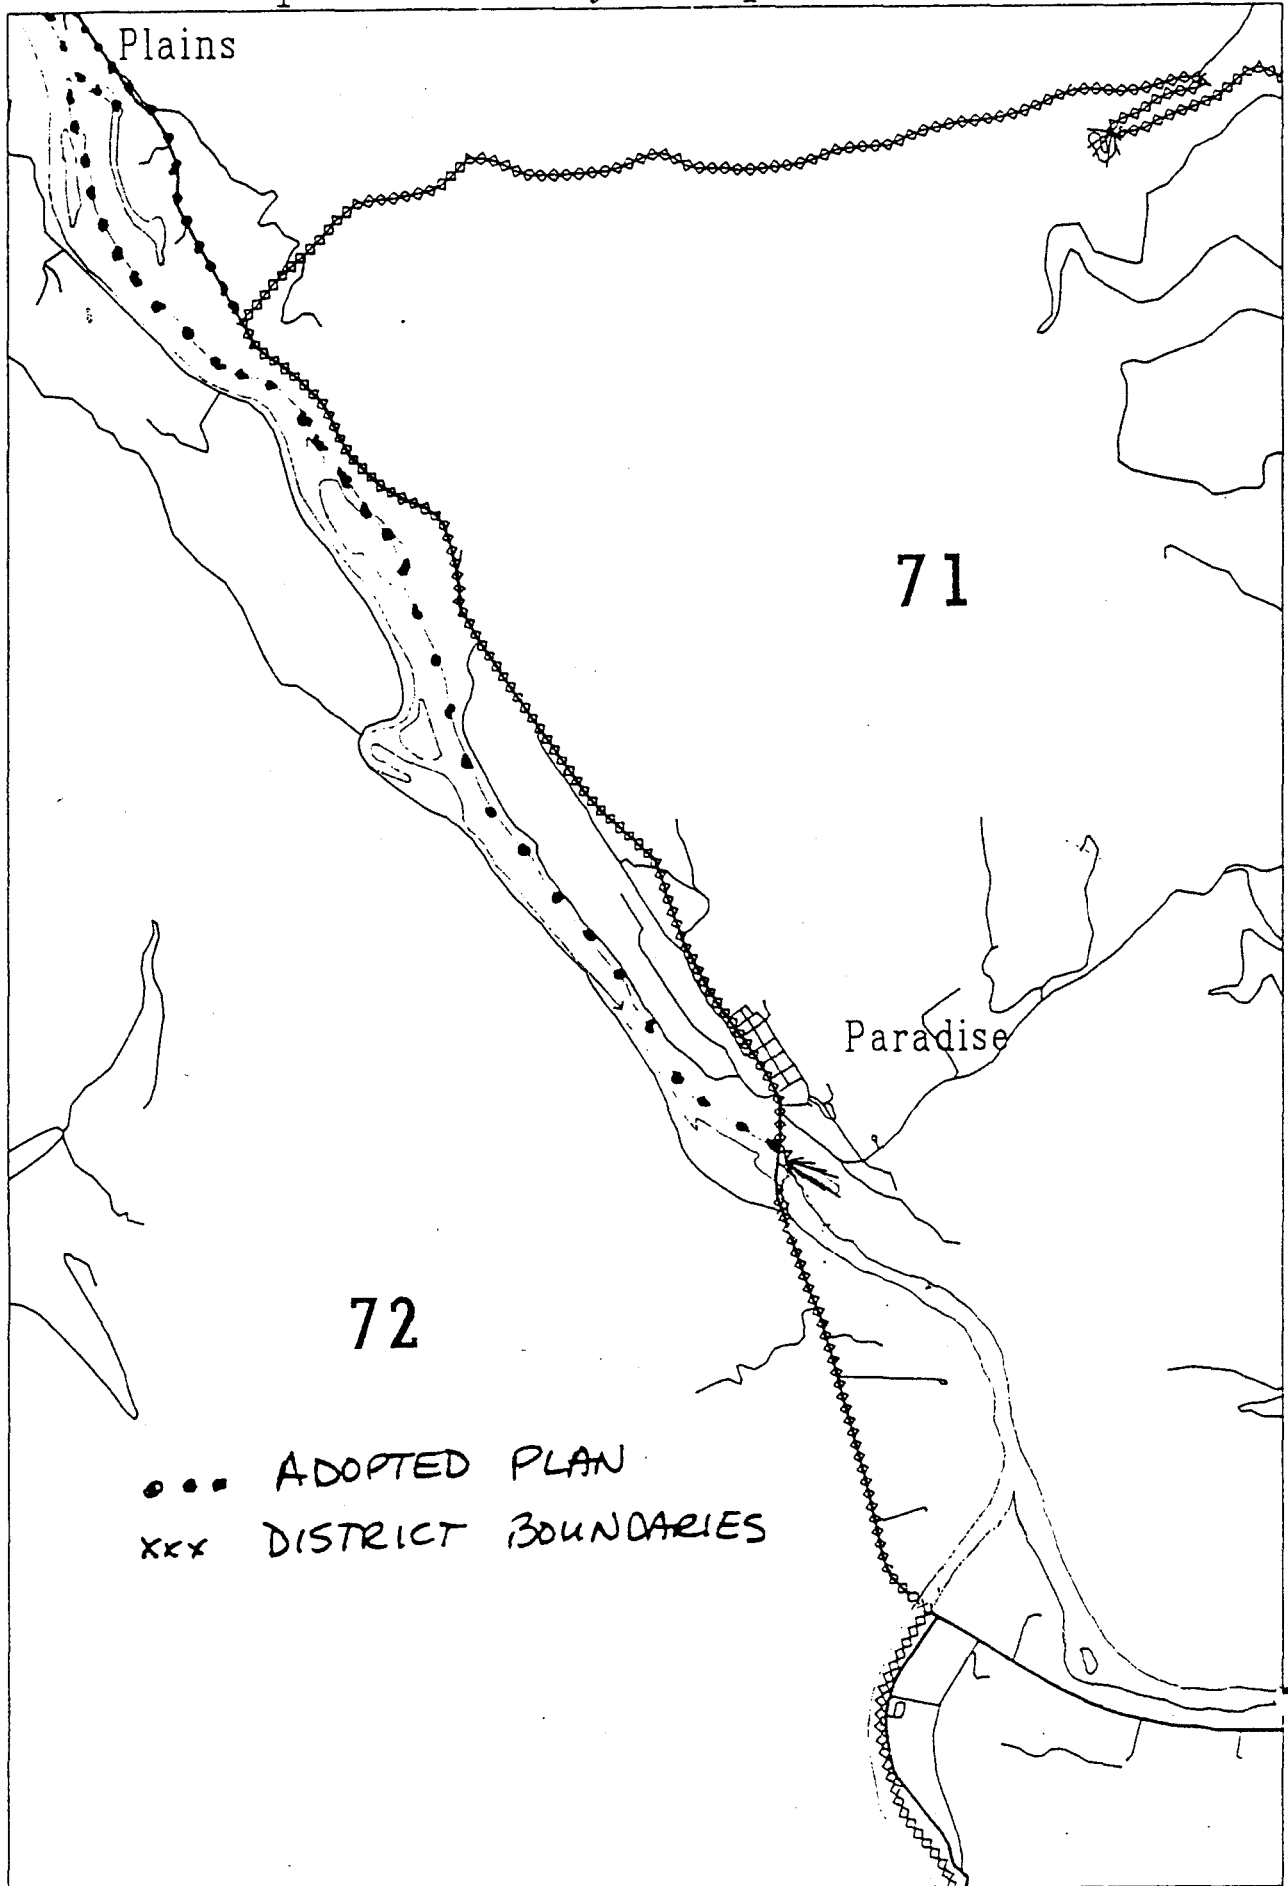 Plains
71
Paradise
72
••• ADOPTED PLAN
xxx DISTRICT BOUNDARIES